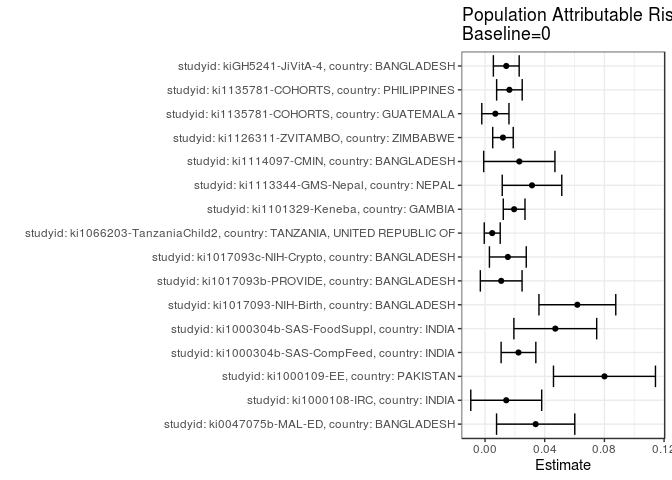 Population Attributable Ris
Baseline=0
studyid: kiGH5241-JiVitA-4, country: BANGLADESH
studyid: ki1135781-COHORTS, country: PHILIPPINES
studyid: ki1135781-COHORTS, country: GUATEMALA
studyid: ki1126311-ZVITAMBO, country: ZIMBABWE
studyid: ki1114097-CMIN, country: BANGLADESH
studyid: ki1113344-GMS-Nepal, country: NEPAL
studyid: ki1101329-Keneba, country: GAMBIA
studyid: ki1066203-TanzaniaChild2, country: TANZANIA, UNITED REPUBLIC OF
studyid: ki1017093c-NIH-Crypto, country: BANGLADESH
studyid: ki1017093b-PROVIDE, country: BANGLADESH
studyid: ki1017093-NIH-Birth, country: BANGLADESH
studyid: ki1000304b-SAS-FoodSuppl, country: INDIA
studyid: ki1000304b-SAS-CompFeed, country: INDIA
studyid: ki1000109-EE, country: PAKISTAN
studyid: ki1000108-IRC, country: INDIA
studyid: ki0047075b-MAL-ED, country: BANGLADESH
0.00 0.04 0.08 0.12
Estimate